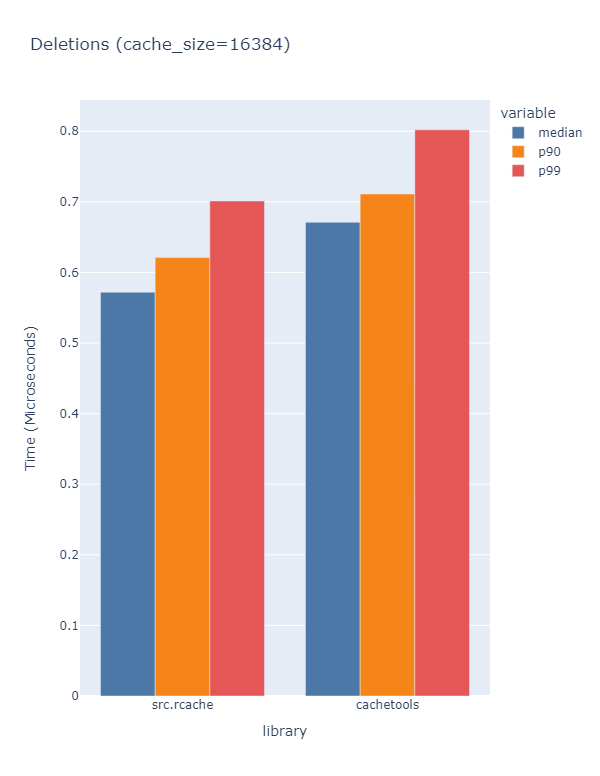 Deletions (cache_size=16384)
variable
median
p90
p99
Time (Microseconds)
0.8
0.7
0.6
0.5
0.4
0.3
0.2
0.1
0
src.rcache
cachetools
library